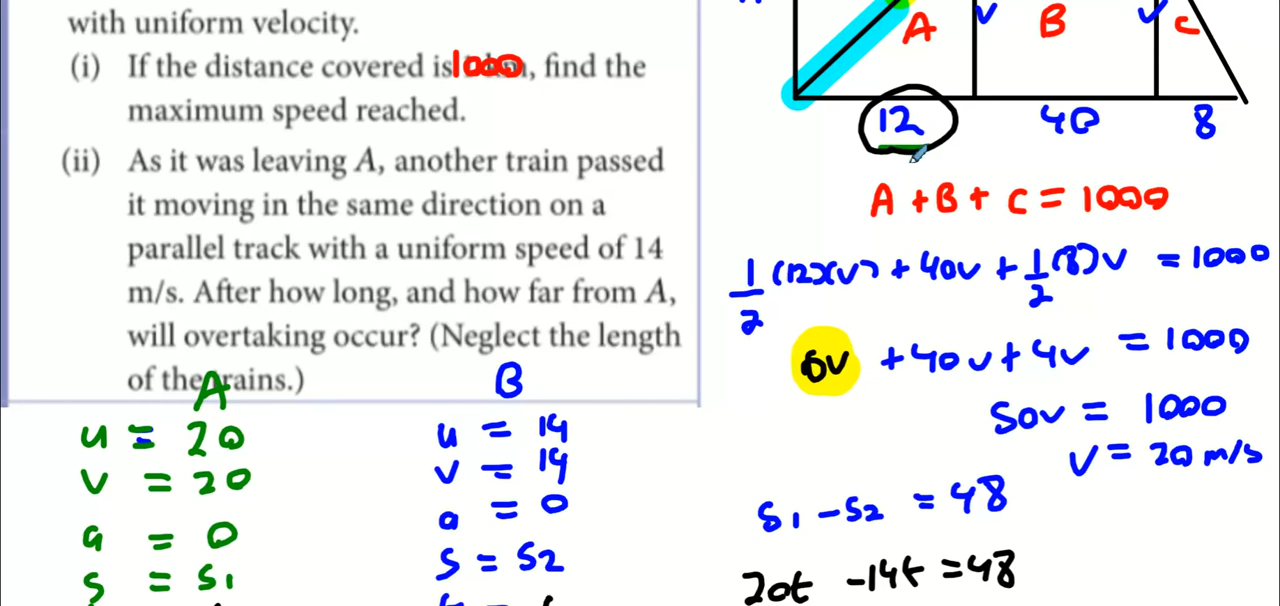 with uniform velocity.
(i) If the distance covered is 1000, find the
maximum speed reached.
(ii) As it was leaving A, another train passed
it moving in the same direction on a
parallel track with a uniform speed of 14
m/s. After how long, and how far from A,
will overtaking occur? (Neglect the length
of the trains.)
A
u = 20
v = 20
a = 0
s = s1
B
u = 14
v = 14
a = 0
s = s2
A v B v C
12 40 8
A + B + C = 1000
1/2 (12)(v) + 40v + 1/2 (8)v = 1000
6v + 40v + 4v = 1000
50v = 1000
v = 20 m/s
s1 - s2 = 48
20t - 14t = 48